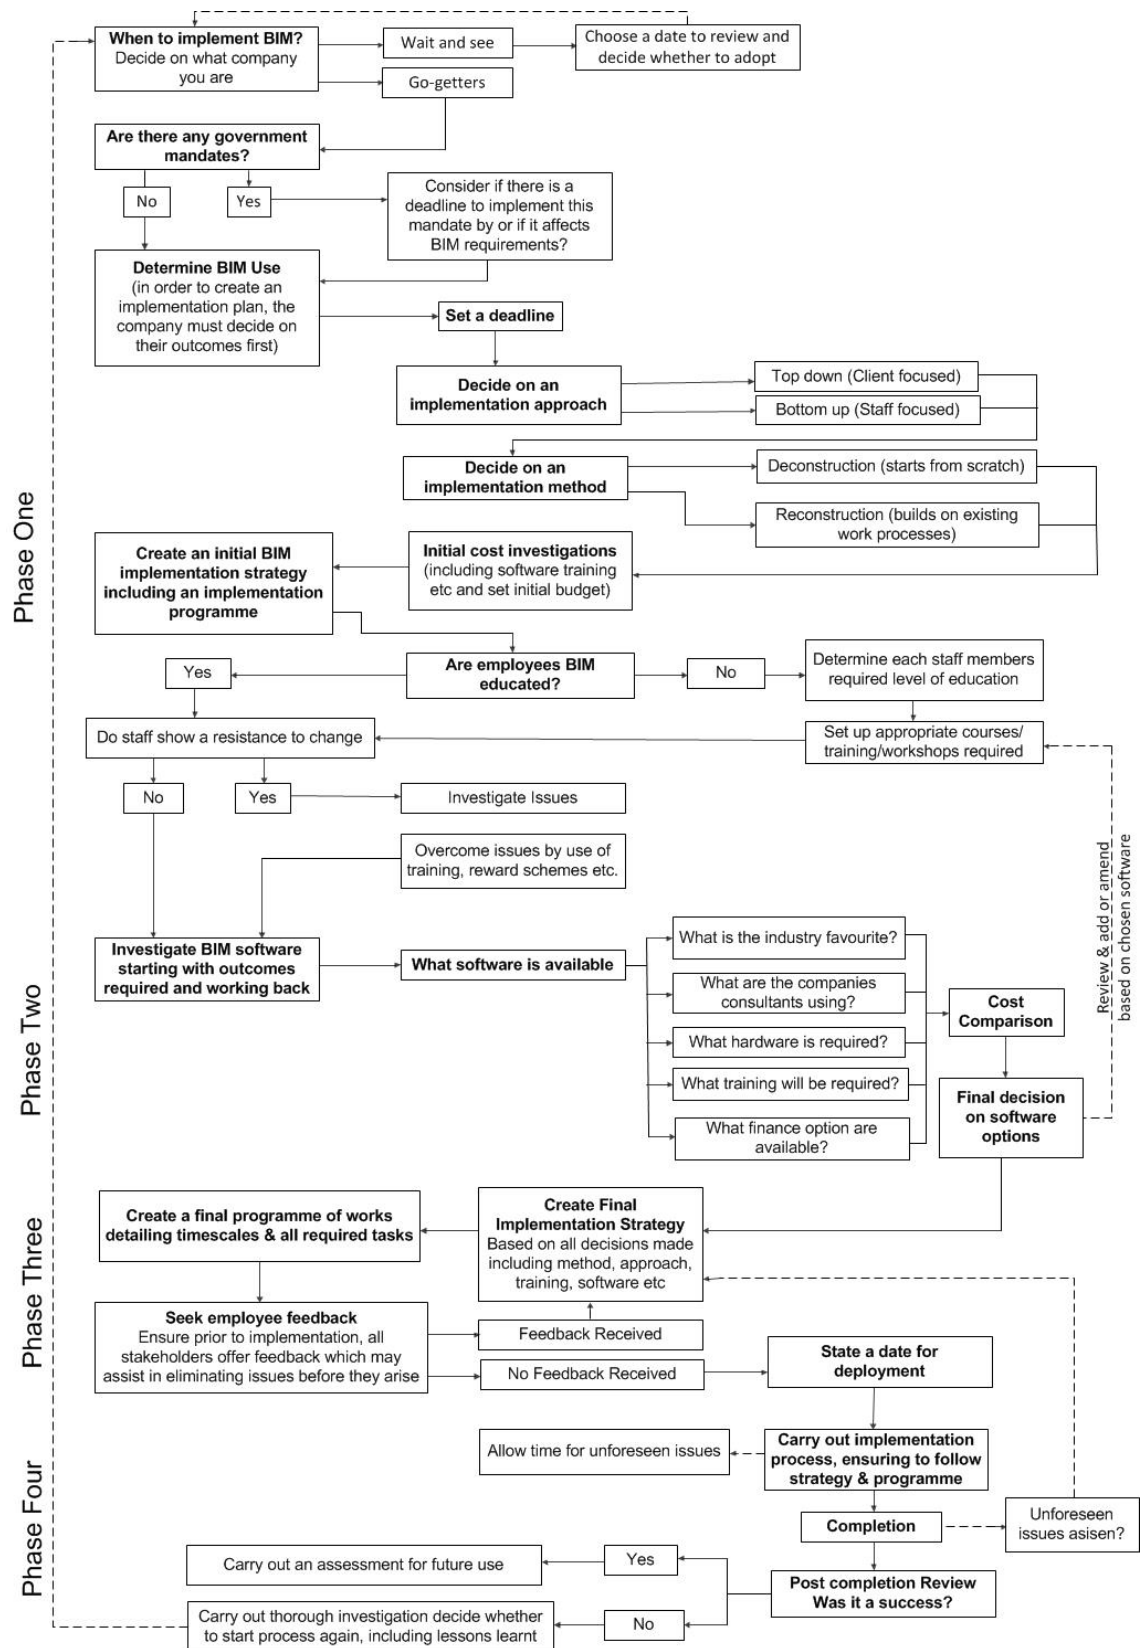 When to implement BIM?
Decide on what company
you are
Wait and see
Choose a date to review and
decide whether to adopt
Go-getters
Are there any government
mandates?
No
Yes
Consider if there is a
deadline to implement this
mandate by or if it affects
BIM requirements?
Determine BIM Use
(in order to create an
implementation plan, the
company must decide on
their outcomes first)
Set a deadline
Decide on an
implementation approach
Top down (Client focused)
Bottom up (Staff focused)
Decide on an
implementation method
Deconstruction (starts from scratch)
Reconstruction (builds on existing
work processes)
Phase One
Create an initial BIM
implementation strategy
including an implementation
programme
Initial cost investigations
(including software training
etc and set initial budget)
Are employees BIM
educated?
Yes
No
Determine each staff members
required level of education
Do staff show a resistance to change
Set up appropriate courses/
training/workshops required
No
Yes
Investigate Issues
Overcome issues by use of
training, reward schemes etc.
Review & add or amend
based on chosen software
Phase Two
Investigate BIM software
starting with outcomes
required and working back
What software is available
What is the industry favourite?
What are the companies
consultants using?
What hardware is required?
What training will be required?
What finance option are
available?
Cost
Comparison
Final decision
on software
options
Phase Three
Create a final programme of works
detailing timescales & all required tasks
Create Final
Implementation Strategy
Based on all decisions made
including method, approach,
training, software etc
Seek employee feedback
Ensure prior to implementation, all
stakeholders offer feedback which may
assist in eliminating issues before they arise
Feedback Received
No Feedback Received
State a date for
deployment
Phase Four
Allow time for unforeseen issues
Carry out implementation
process, ensuring to follow
strategy & programme
Completion
Unforeseen
issues asisen?
Carry out an assessment for future use
Yes
Post completion Review
Was it a success?
Carry out thorough investigation decide whether
to start process again, including lessons learnt
No